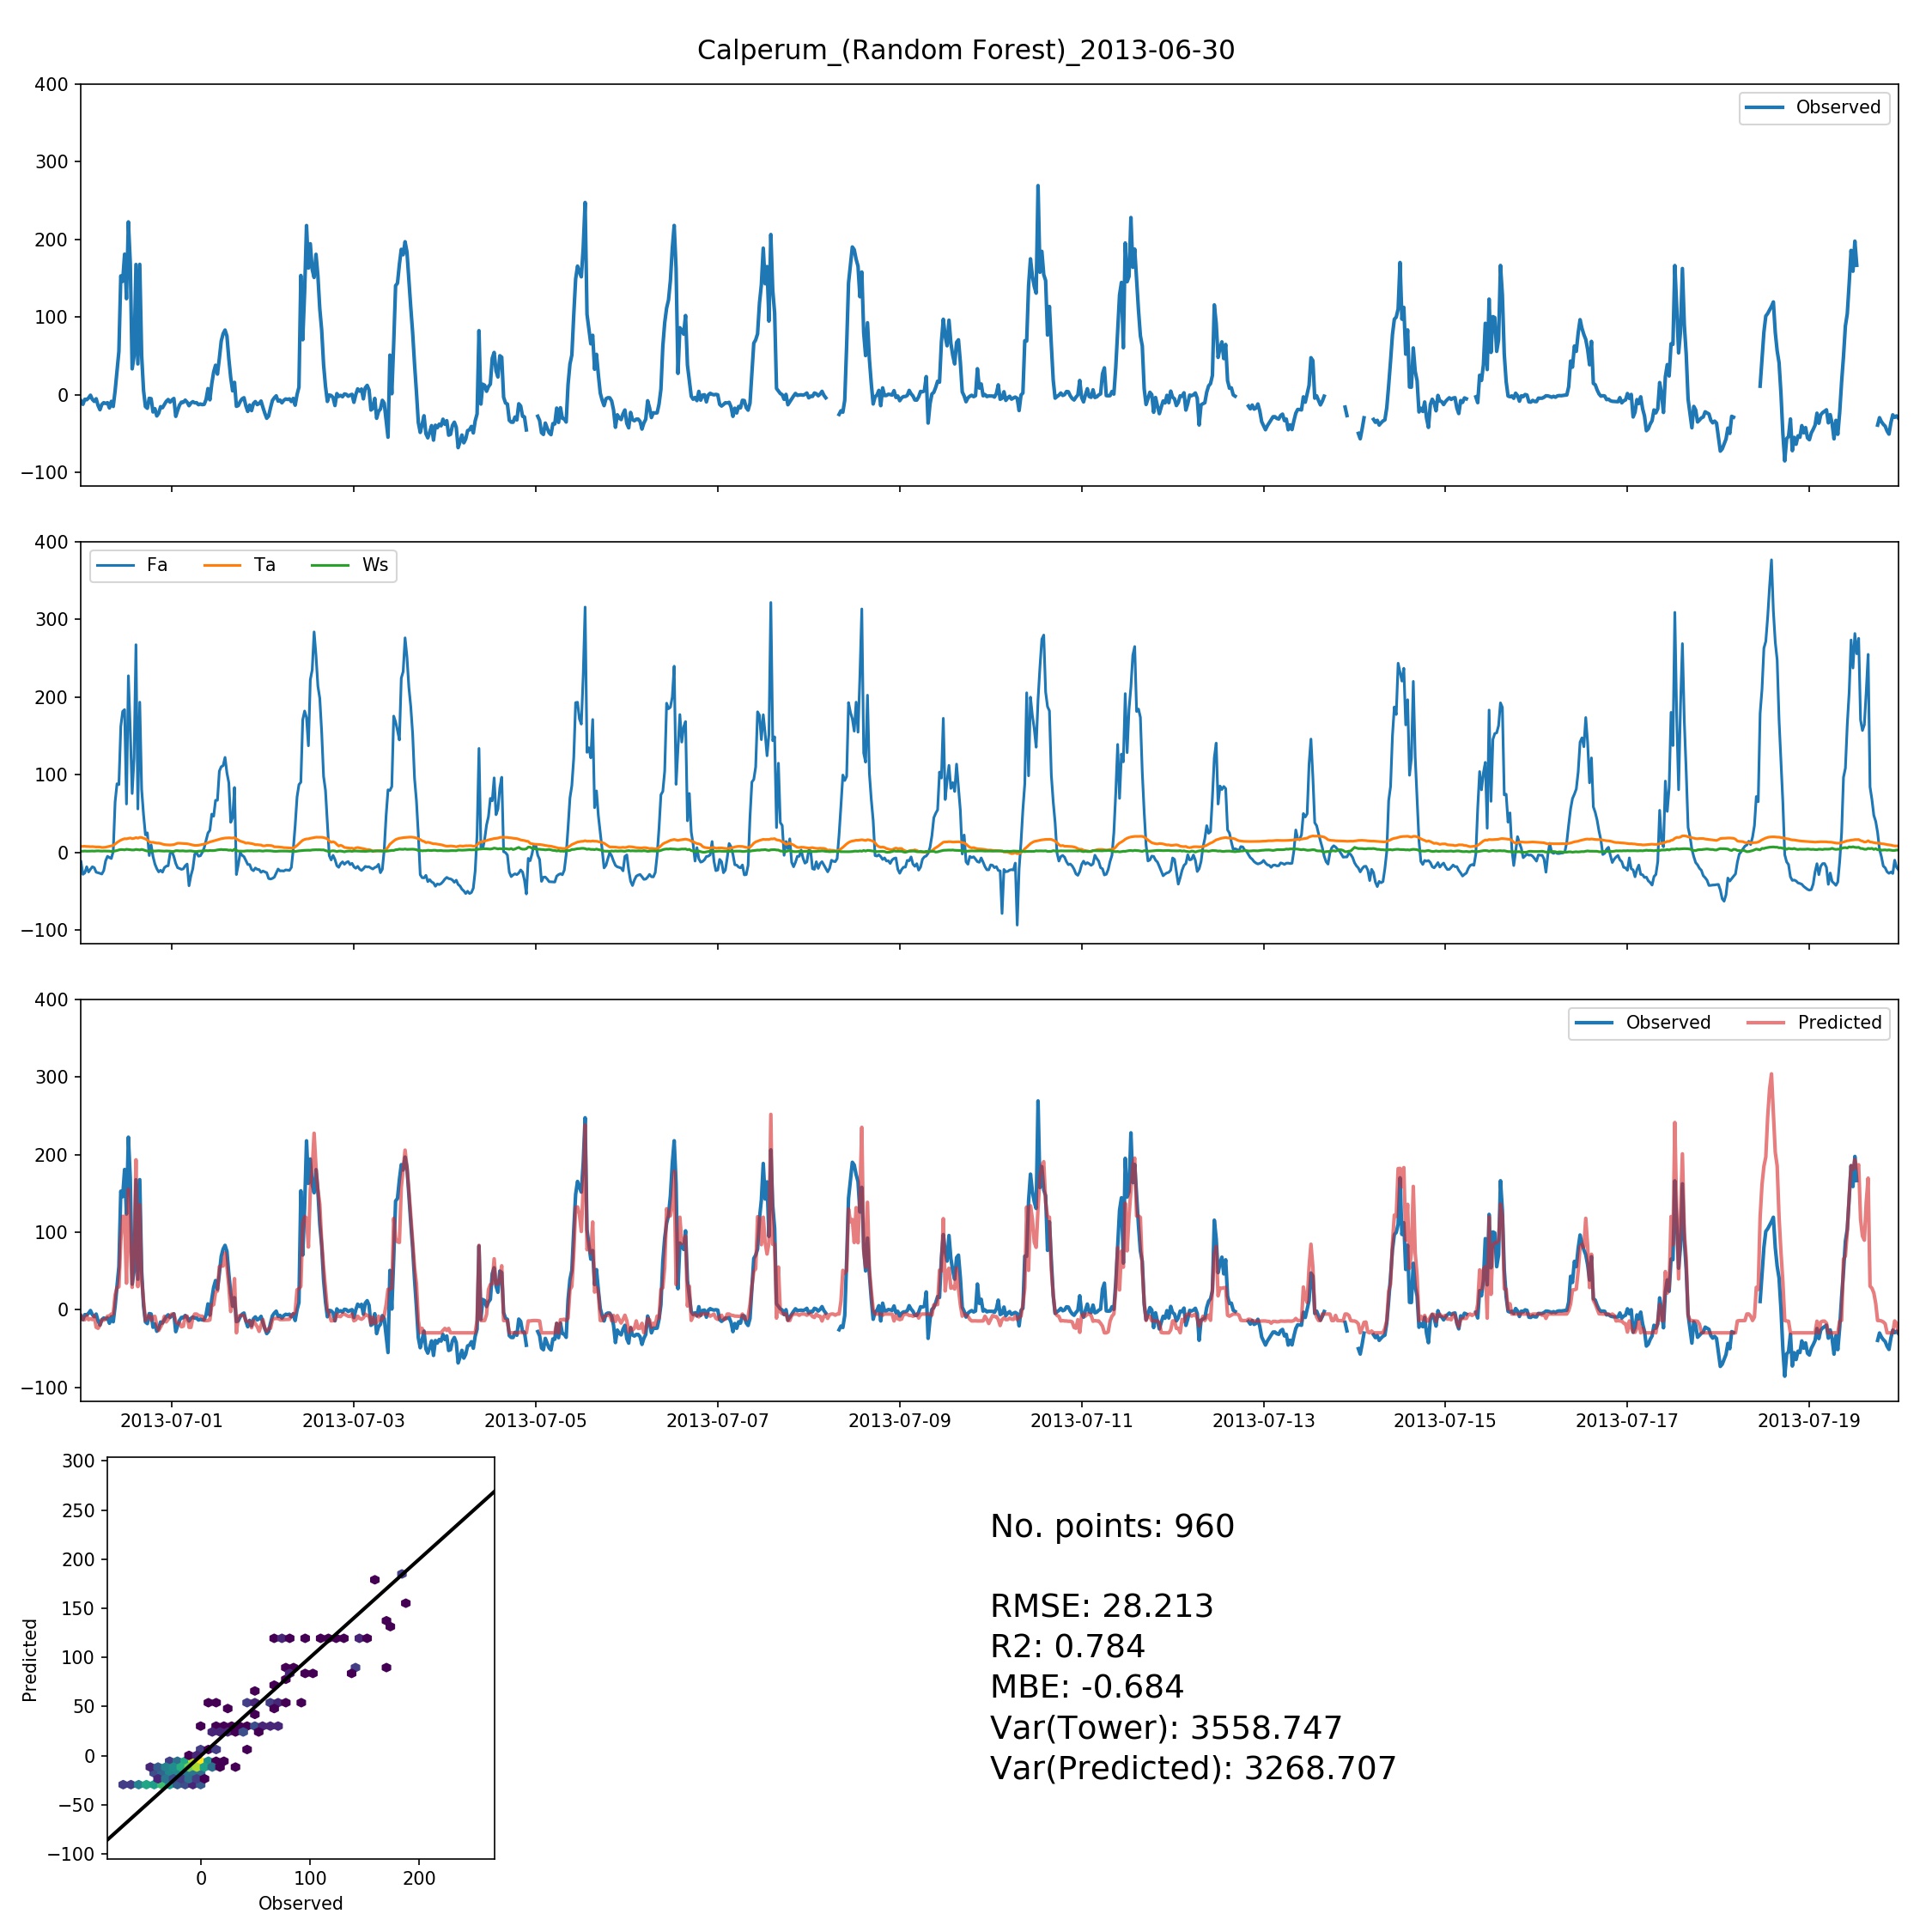 Calperum_(Random Forest)_2013-06-30
400
300
200
100
0
−100
Observed
400
300
200
100
0
−100
Fa Ta Ws
400
300
200
100
0
−100
Observed Predicted
2013-07-01 2013-07-03 2013-07-05 2013-07-07 2013-07-09 2013-07-11 2013-07-13 2013-07-15 2013-07-17 2013-07-19
300
250
200
150
100
50
0
−50
−100
Predicted
0 100 200
Observed
No. points: 960
RMSE: 28.213
R2: 0.784
MBE: -0.684
Var(Tower): 3558.747
Var(Predicted): 3268.707